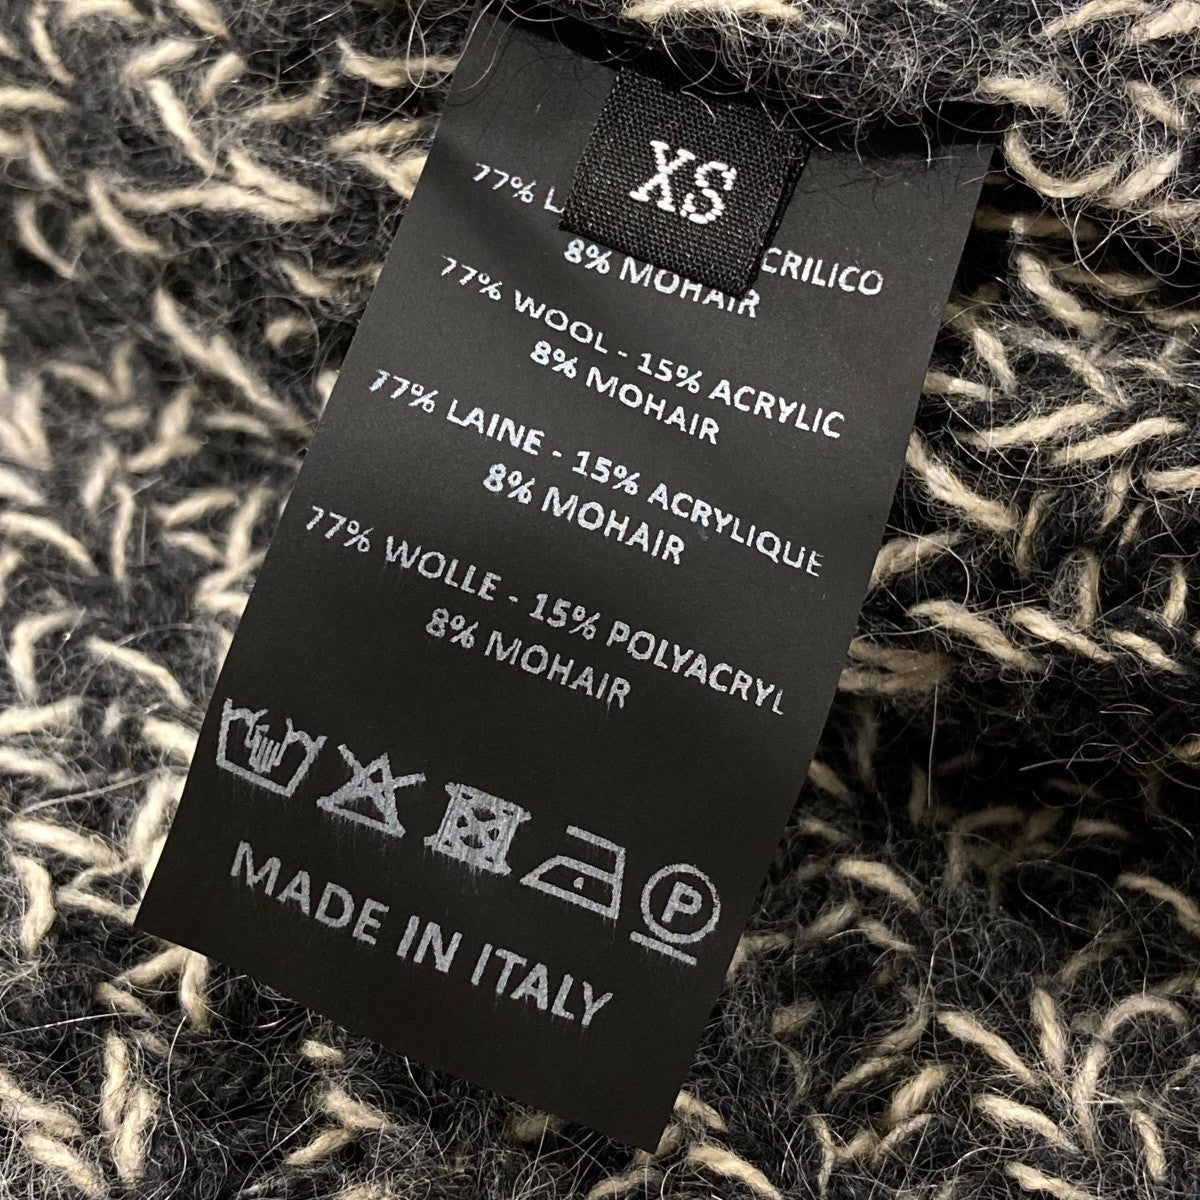 XS
77%
CRILICO
8% MOHAIR
77% WOOL - 15% ACRYLIC
8% MOHAIR
77% LAINE - 15% ACRYLIQUE
8% MOHAIR
77% WOLLE - 15% POLYACRYL
8% MOHAIR
P
MADE IN ITALY